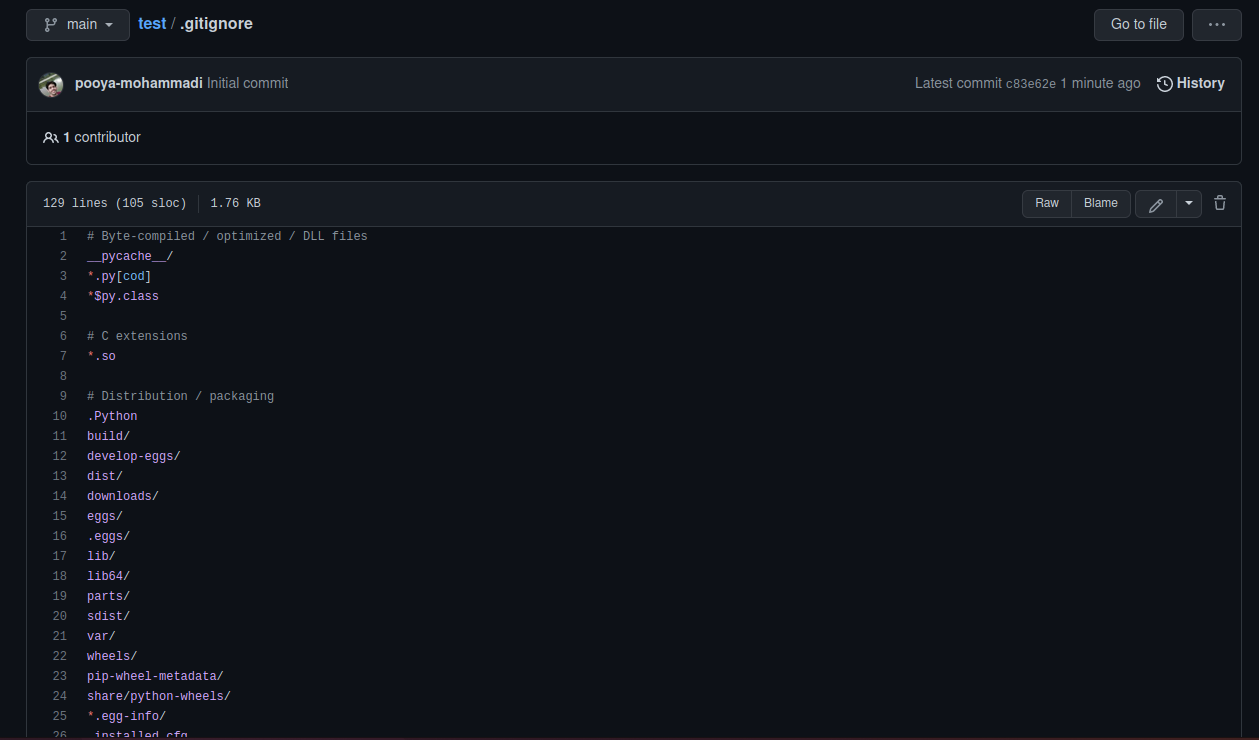 main
test / .gitignore
Go to file
pooya-mohammadi Initial commit
Latest commit c83e62e 1 minute ago
History
1 contributor
129 lines (105 sloc) 1.76 KB
Raw
Blame
1 # Byte-compiled / optimized / DLL files
2 __pycache__/
3 *.py[cod]
4 *$py.class
5
6 # C extensions
7 *.so
8
9 # Distribution / packaging
10 .Python
11 build/
12 develop-eggs/
13 dist/
14 downloads/
15 eggs/
16 .eggs/
17 lib/
18 lib64/
19 parts/
20 sdist/
21 var/
22 wheels/
23 pip-wheel-metadata/
24 share/python-wheels/
25 *.egg-info/
26 .installed.cfg